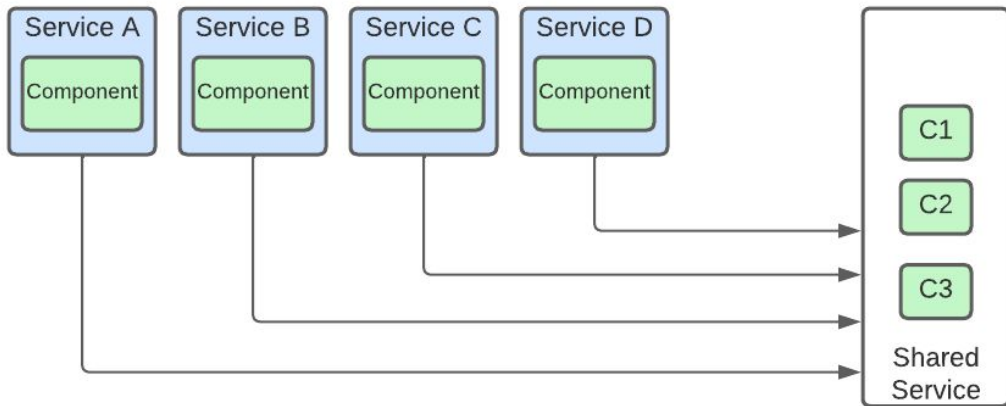 Service A
Component
Service B
Component
Service C
Component
Service D
Component
C1
C2
C3
Shared
Service